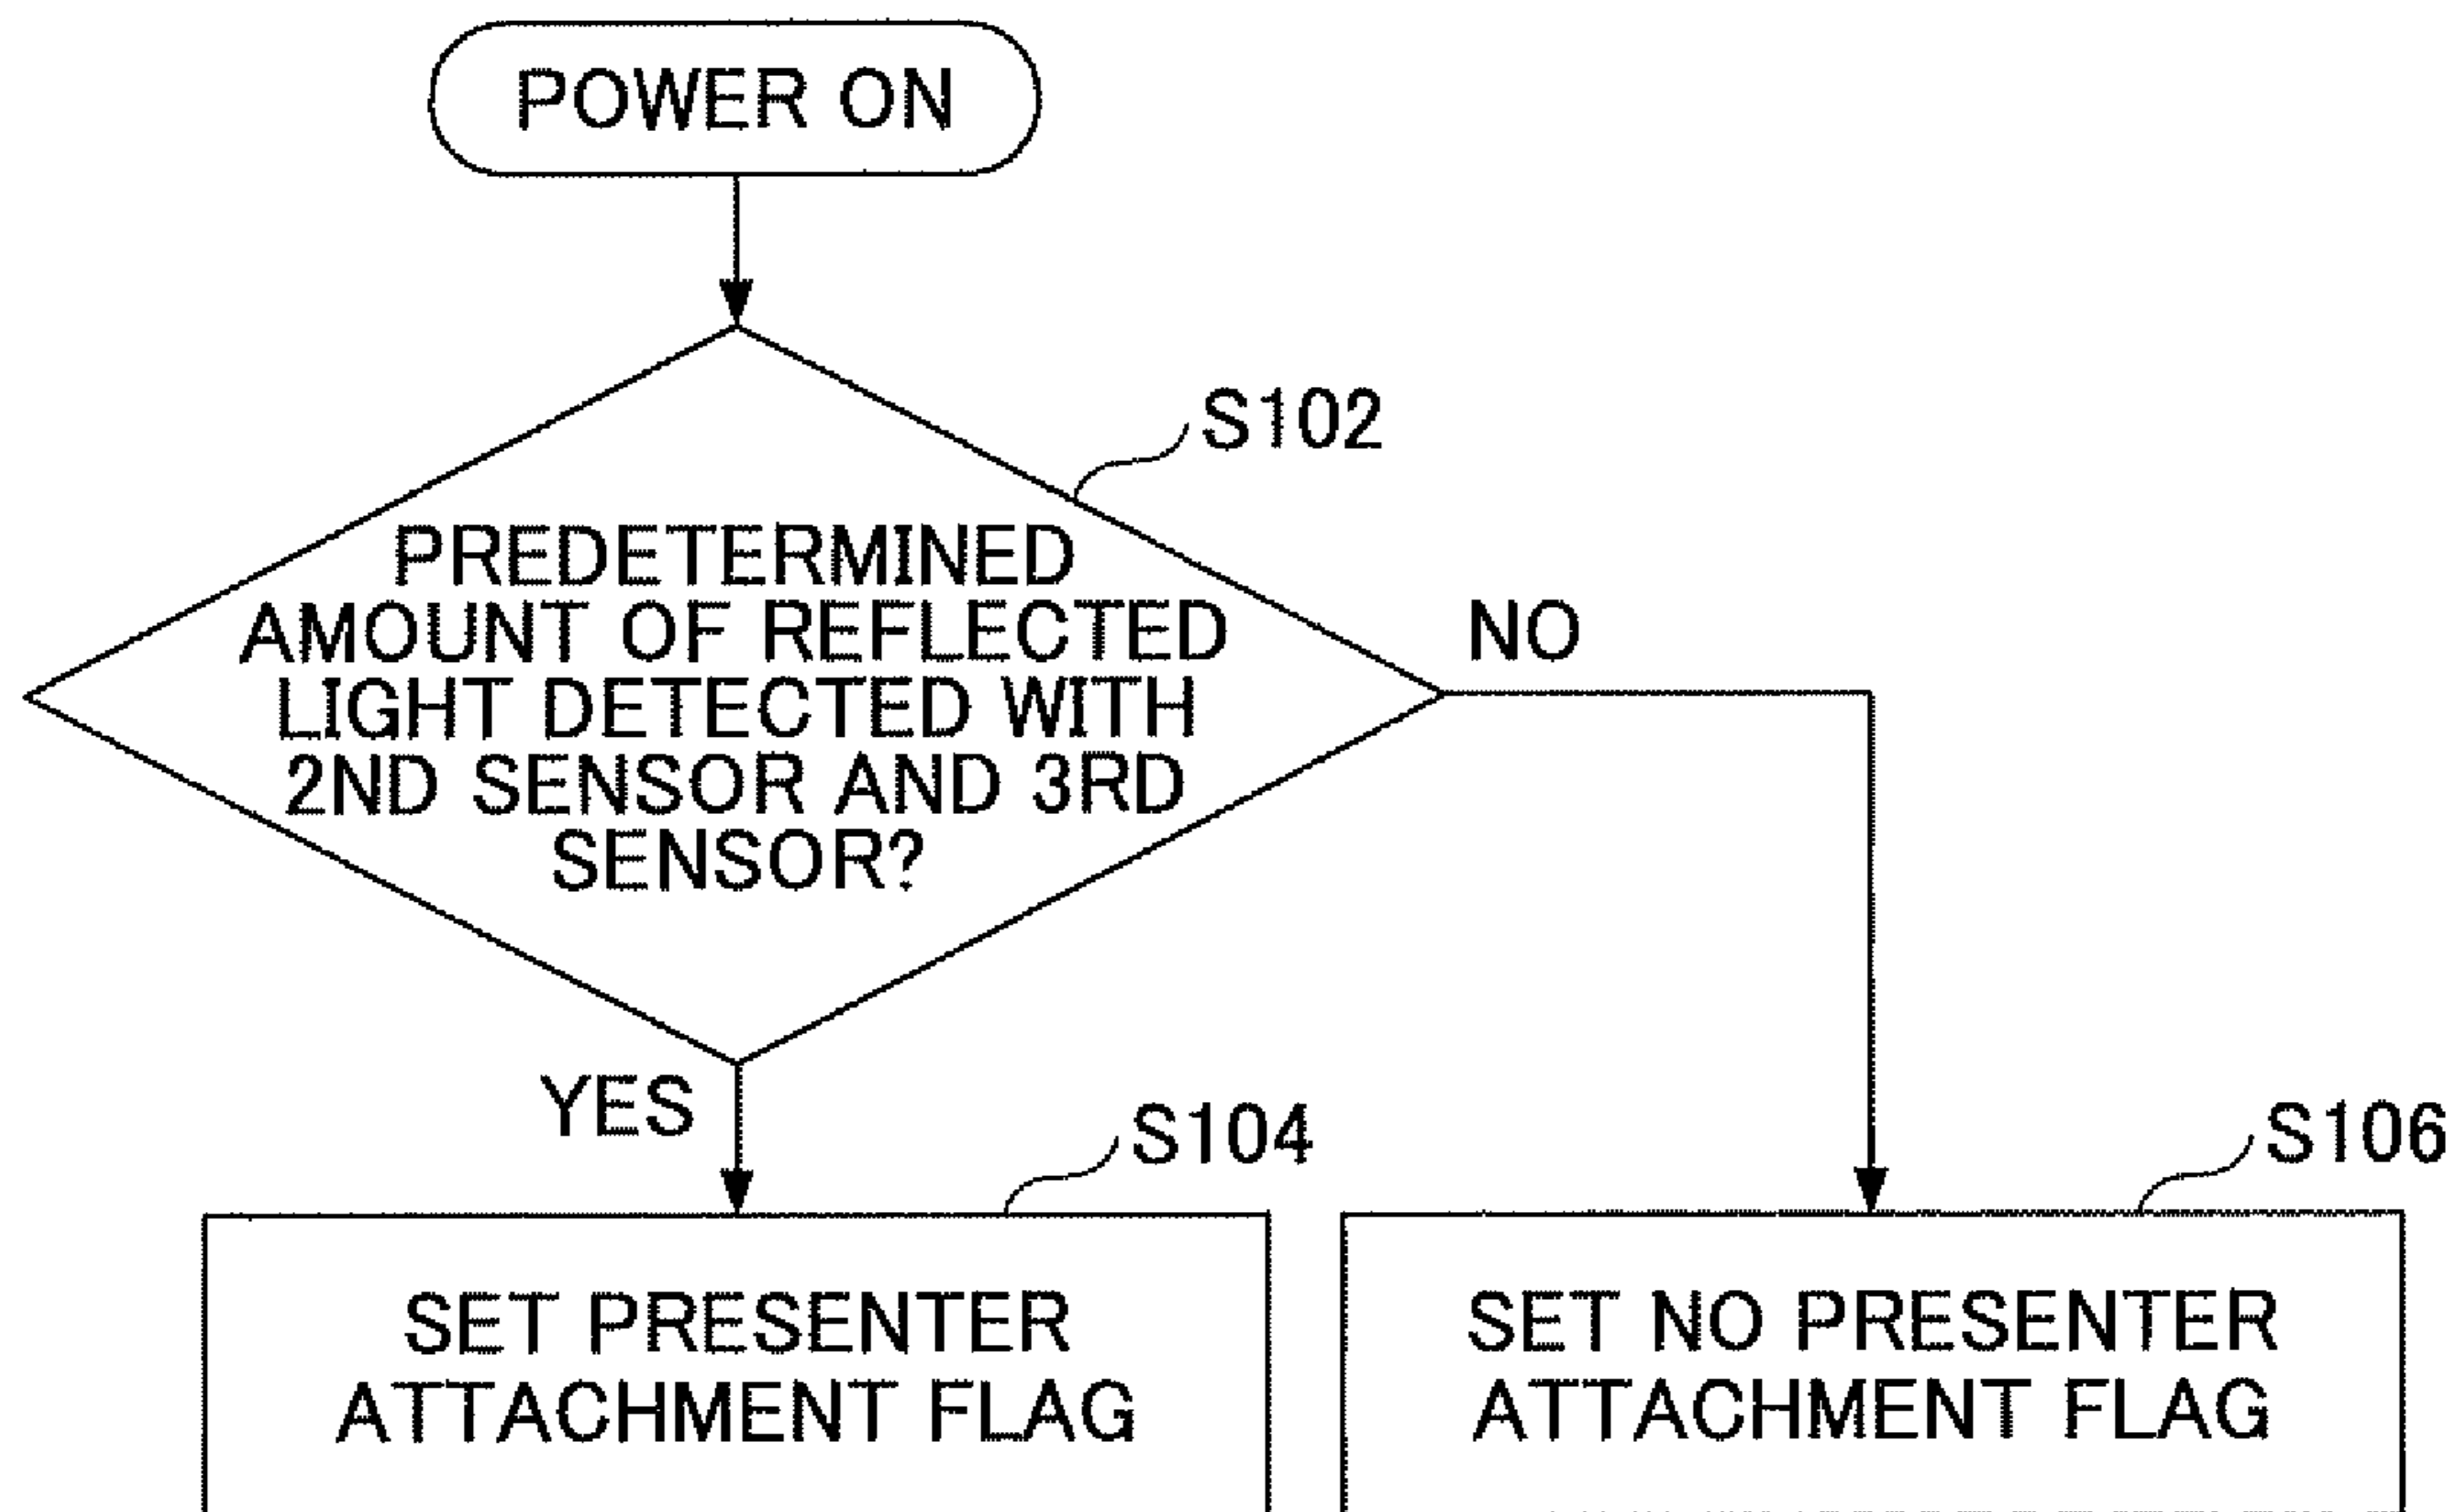 POWER ON
S102
PREDETERMINED
AMOUNT OF REFLECTED
LIGHT DETECTED WITH
2ND SENSOR AND 3RD
SENSOR?
NO
YES
S104
S106
SET PRESENTER
ATTACHMENT FLAG
SET NO PRESENTER
ATTACHMENT FLAG